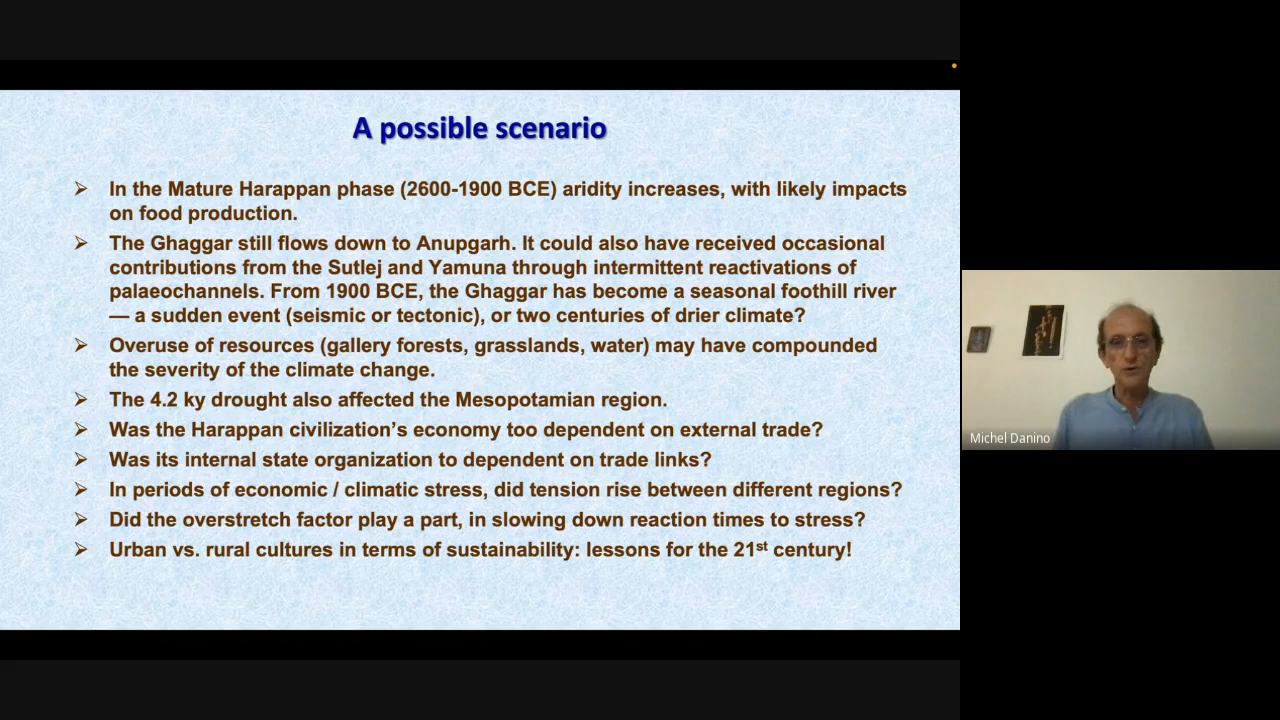 A possible scenario
➢ In the Mature Harappan phase (2600-1900 BCE) aridity increases, with likely impacts
on food production.
➢ The Ghaggar still flows down to Anupgarh. It could also have received occasional
contributions from the Sutlej and Yamuna through intermittent reactivations of
palaeochannels. From 1900 BCE, the Ghaggar has become a seasonal foothill river
— a sudden event (seismic or tectonic), or two centuries of drier climate?
➢ Overuse of resources (gallery forests, grasslands, water) may have compounded
the severity of the climate change.
➢ The 4.2 ky drought also affected the Mesopotamian region.
➢ Was the Harappan civilization’s economy too dependent on external trade?
➢ Was its internal state organization to dependent on trade links?
➢ In periods of economic / climatic stress, did tension rise between different regions?
➢ Did the overstretch factor play a part, in slowing down reaction times to stress?
➢ Urban vs. rural cultures in terms of sustainability: lessons for the 21st century!
Michel Danino